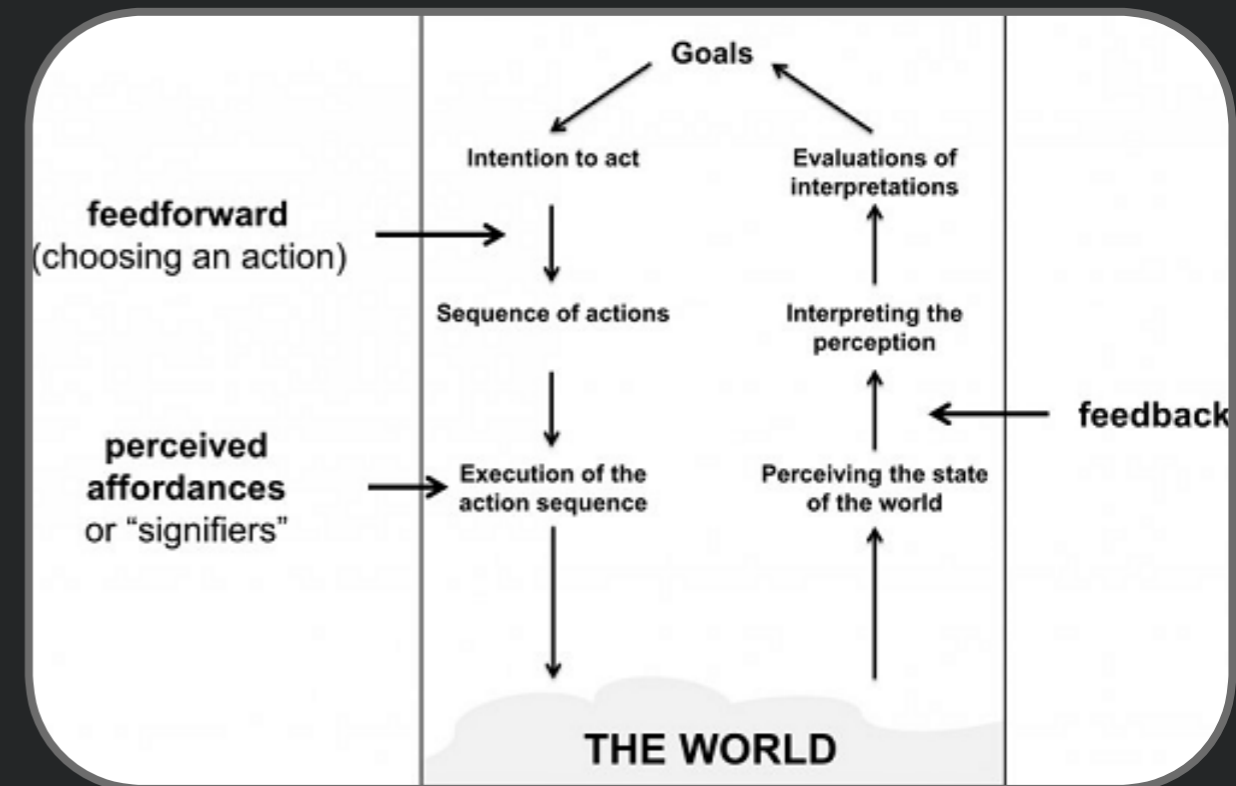 Goals
Intention to act
Evaluations of
interpretations
feedforward
(choosing an action)
Sequence of actions
Interpreting the
perception
feedback
perceived
affordances
or “signifiers”
Execution of the
action sequence
Perceiving the state
of the world
THE WORLD